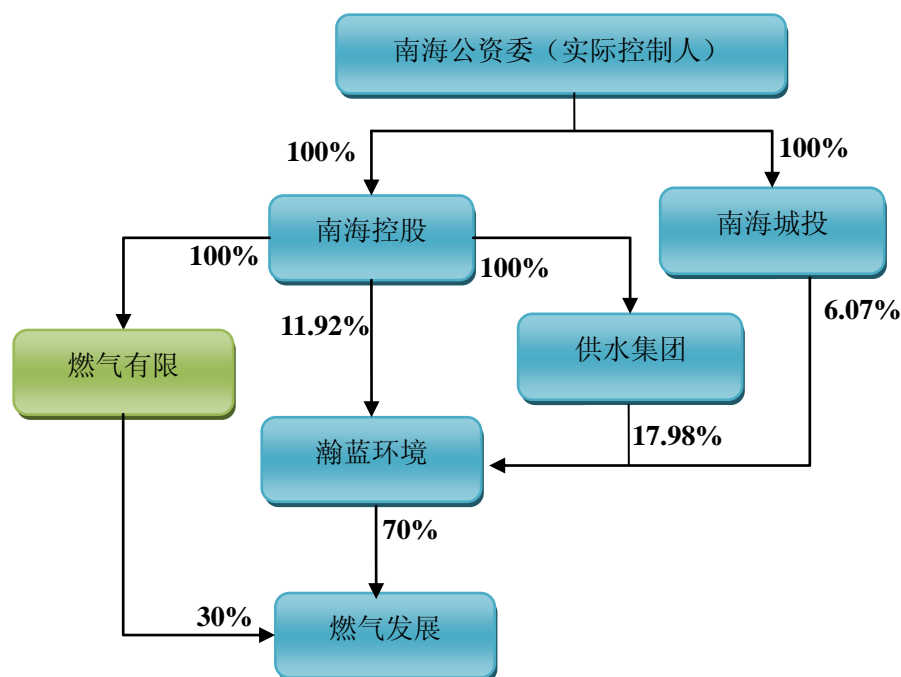 南海公资委（实际控制人）
100%
100%
南海控股
南海城投
100%
100%
11.92%
6.07%
燃气有限
供水集团
17.98%
瀚蓝环境
70%
30%
燃气发展